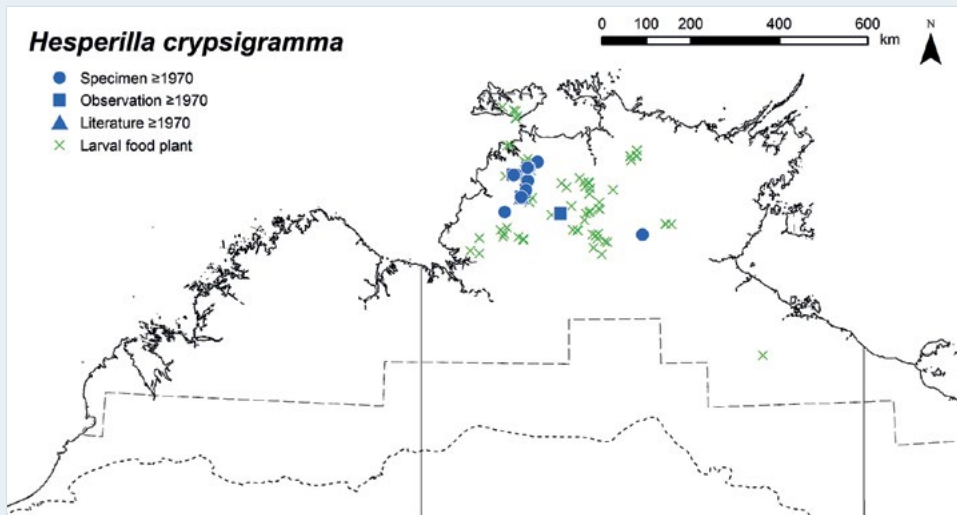 Hesperilla crypsigramma
Specimen ≥1970
Observation ≥1970
Literature ≥1970
Larval food plant
0 100 200 400 600
km
N